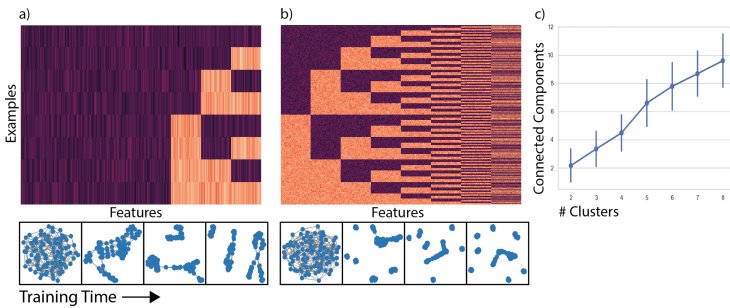 a)
b)
c)
Examples
Features
Features
Training Time
Connected Components
12
10
8
6
4
2
2 3 4 5 6 7 8
# Clusters